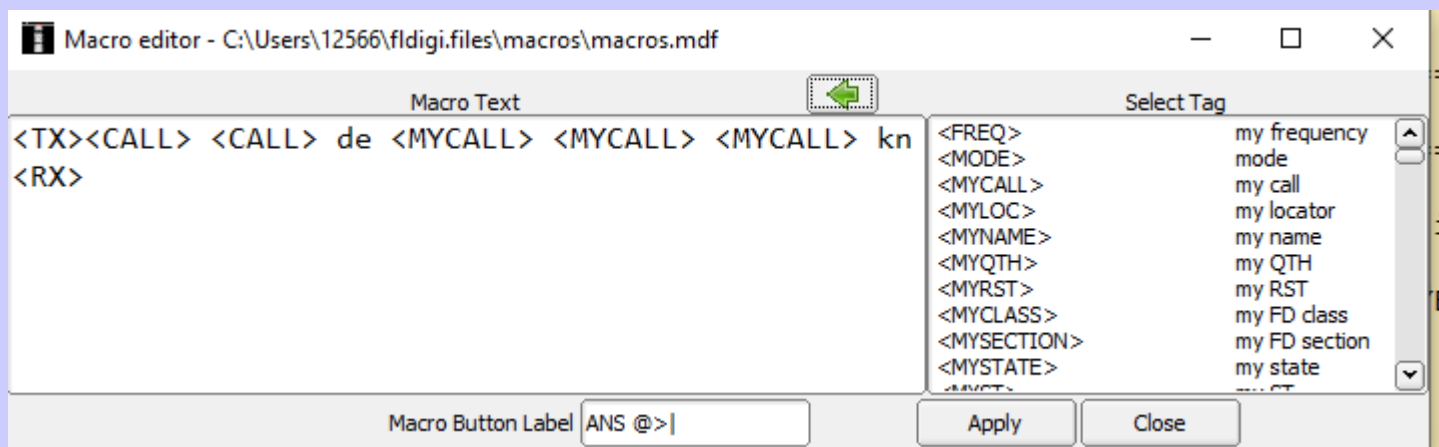 Macro editor - C:\Users\12566\fldigi.files\macros\macros.mdf
Macro Text
Select Tag
<TX><CALL> <CALL> de <MYCALL> <MYCALL> <MYCALL> kn
<RX>
<FREQ> my frequency
<MODE> mode
<MYCALL> my call
<MYLOC> my locator
<MYNAME> my name
<MYQTH> my QTH
<MYRST> my RST
<MYCLASS> my FD class
<MYSECTION> my FD section
<MYSTATE> my state
Macro Button Label ANS @>
Apply
Close